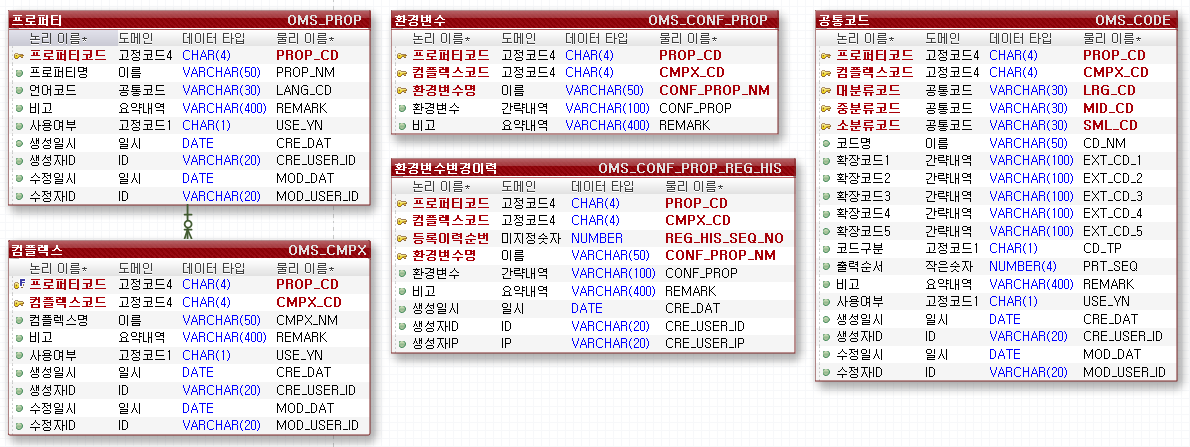 프로퍼티 OMS_PROP
논리 이름* 도메인 데이터 타입 물리 이름*
프로퍼티코드 고정코드4 CHAR(4) PROP_CD
프로퍼티명 이름 VARCHAR(50) PROP_NM
언어코드 공통코드 VARCHAR(30) LANG_CD
비고 요약내역 VARCHAR(400) REMARK
사용여부 고정코드1 CHAR(1) USE_YN
생성일시 일시 DATE CRE_DAT
생성자ID ID VARCHAR(20) CRE_USER_ID
수정일시 일시 DATE MOD_DAT
수정자ID ID VARCHAR(20) MOD_USER_ID
컴플렉스 OMS_CMPX
논리 이름* 도메인 데이터 타입 물리 이름*
프로퍼티코드 고정코드4 CHAR(4) PROP_CD
컴플렉스코드 고정코드4 CHAR(4) CMPX_CD
컴플렉스명 이름 VARCHAR(50) CMPX_NM
비고 요약내역 VARCHAR(400) REMARK
사용여부 고정코드1 CHAR(1) USE_YN
생성일시 일시 DATE CRE_DAT
생성자ID ID VARCHAR(20) CRE_USER_ID
수정일시 일시 DATE MOD_DAT
수정자ID ID VARCHAR(20) MOD_USER_ID
환경변수 OMS_CONF_PROP
논리 이름* 도메인 데이터 타입 물리 이름*
프로퍼티코드 고정코드4 CHAR(4) PROP_CD
컴플렉스코드 고정코드4 CHAR(4) CMPX_CD
환경변수명 이름 VARCHAR(50) CONF_PROP_NM
환경변수 간략내역 VARCHAR(100) CONF_PROP
비고 요약내역 VARCHAR(400) REMARK
환경변수변경이력 OMS_CONF_PROP_REG_HIS
논리 이름* 도메인 데이터 타입 물리 이름*
프로퍼티코드 고정코드4 CHAR(4) PROP_CD
컴플렉스코드 고정코드4 CHAR(4) CMPX_CD
등록이력순번 미지정숫자 NUMBER REG_HIS_SEQ_NO
환경변수명 이름 VARCHAR(50) CONF_PROP_NM
환경변수 간략내역 VARCHAR(100) CONF_PROP
비고 요약내역 VARCHAR(400) REMARK
생성일시 일시 DATE CRE_DAT
생성자ID ID VARCHAR(20) CRE_USER_ID
생성자IP IP VARCHAR(20) CRE_USER_IP
공통코드 OMS_CODE
논리 이름* 도메인 데이터 타입 물리 이름*
프로퍼티코드 고정코드4 CHAR(4) PROP_CD
컴플렉스코드 고정코드4 CHAR(4) CMPX_CD
대분류코드 공통코드 VARCHAR(30) LRG_CD
중분류코드 공통코드 VARCHAR(30) MID_CD
소분류코드 공통코드 VARCHAR(30) SML_CD
코드명 이름 VARCHAR(50) CD_NM
확장코드1 간략내역 VARCHAR(100) EXT_CD_1
확장코드2 간략내역 VARCHAR(100) EXT_CD_2
확장코드3 간략내역 VARCHAR(100) EXT_CD_3
확장코드4 간략내역 VARCHAR(100) EXT_CD_4
확장코드5 간략내역 VARCHAR(100) EXT_CD_5
코드구분 고정코드1 CHAR(1) CD_TP
출력순서 작은숫자 NUMBER(4) PRT_SEQ
비고 요약내역 VARCHAR(400) REMARK
사용여부 고정코드1 CHAR(1) USE_YN
생성일시 일시 DATE CRE_DAT
생성자ID ID VARCHAR(20) CRE_USER_ID
수정일시 일시 DATE MOD_DAT
수정자ID ID VARCHAR(20) MOD_USER_ID